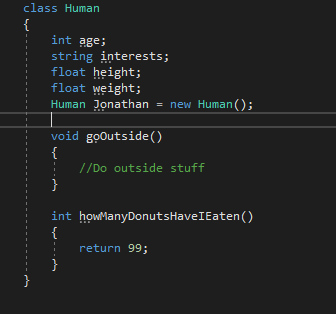 class Human
{
int age;
string interests;
float height;
float weight;
Human Jonathan = new Human();
void goOutside()
{
//Do outside stuff
}
int howManyDonutsHaveIEaten()
{
return 99;
}
}